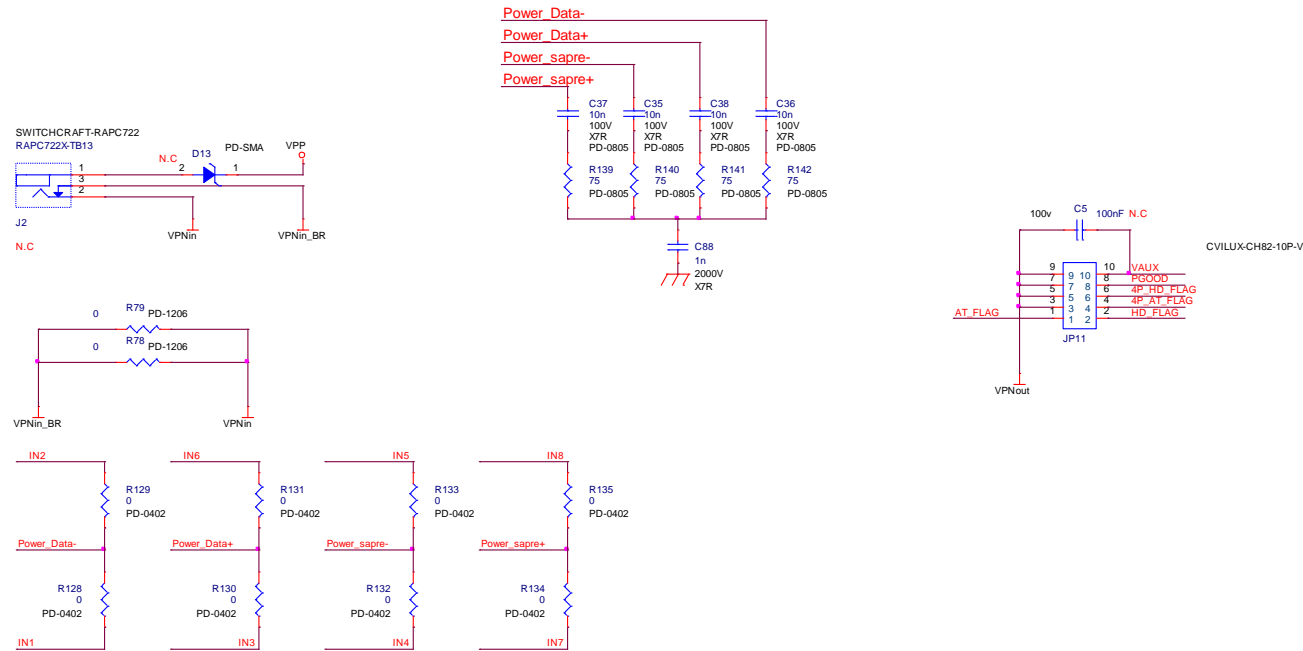 Power_Data-
Power_Data+
Power_sapre-
Power_sapre+
C37
10n
100V
X7R
PD-0805
C35
10n
100V
X7R
PD-0805
C38
10n
100V
X7R
PD-0805
C36
10n
100V
X7R
PD-0805
R139
75
PD-0805
R140
75
PD-0805
R141
75
PD-0805
R142
75
PD-0805
C88
1n
2000V
X7R
SWITCHCRAFT-RAPC722
RAPC722X-TB13
N.C
D13
PD-SMA
VPP
1
3
2
2
1
J2
N.C
VPNin
VPNin_BR
C5
100v
100nF
N.C
CVILUX-CH82-10P-V
9
7
5
3
1
9 10
7 8
5 6
3 4
1 2
10
8
6
4
2
VAUX
PGOOD
4P_HD_FLAG
4P_AT_FLAG
HD_FLAG
AT_FLAG
JP11
VPNout
0
R79
PD-1206
0
R78
PD-1206
VPNin_BR
VPNin
IN2
R129
0
PD-0402
Power_Data-
R128
0
PD-0402
IN1
IN6
R131
0
PD-0402
Power_Data+
R130
0
PD-0402
IN3
IN5
R133
0
PD-0402
Power_sapre-
R132
0
PD-0402
IN4
IN8
R135
0
PD-0402
Power_sapre+
R134
0
PD-0402
IN7